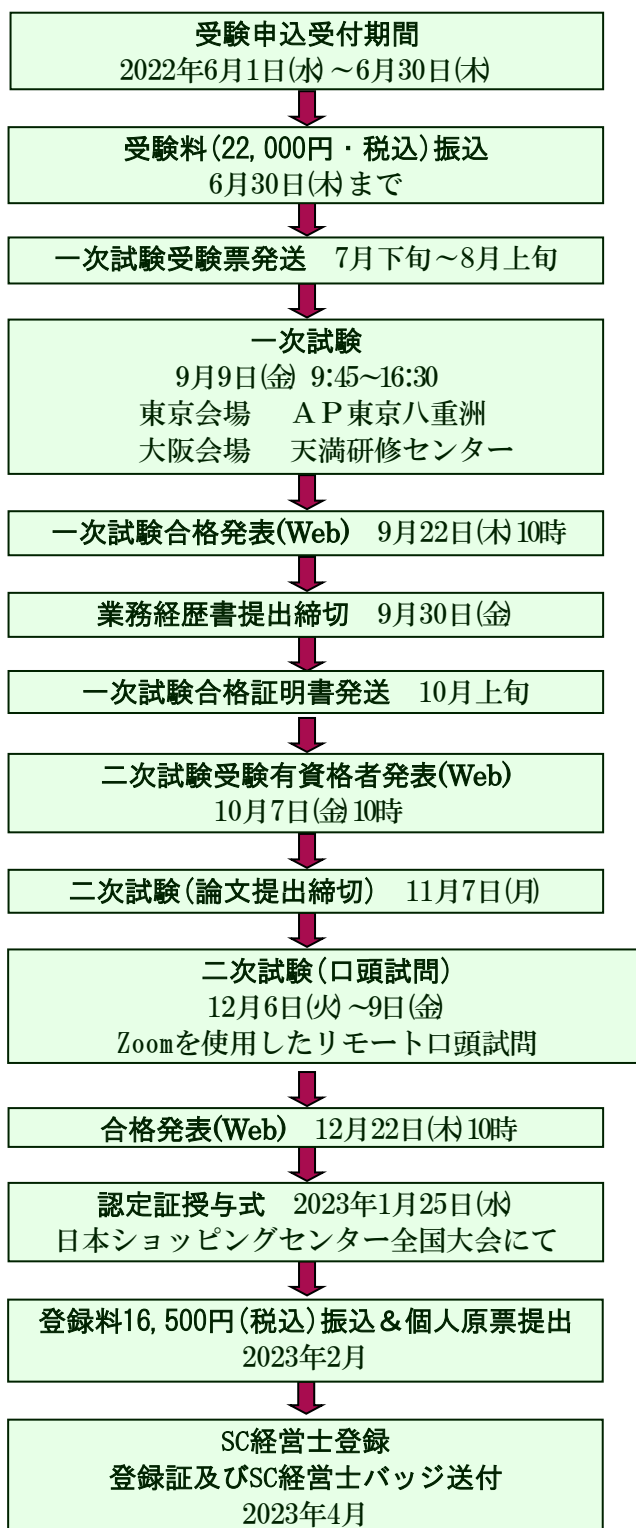 受験申込受付期間
2022年6月1日(水)～6月30日(木)
受験料(22,000円・税込)振込
6月30日(木)まで
一次試験受験票発送　7月下旬～8月上旬
一次試験
9月9日(金) 9:45~16:30
東京会場　ＡＰ東京八重洲
大阪会場　天満研修センター
一次試験合格発表(Web)　9月22日(木)10時
業務経歴書提出締切　9月30日(金)
一次試験合格証明書発送　10月上旬
二次試験受験有資格者発表(Web)
10月7日(金)10時
二次試験(論文提出締切)　11月7日(月)
二次試験(口頭試問)
12月6日(火)~9日(金)
Zoomを使用したリモート口頭試問
合格発表(Web)　12月22日(木)10時
認定証授与式　2023年1月25日(水)
日本ショッピングセンター全国大会にて
登録料16,500円(税込)振込＆個人原票提出
2023年2月
SC経営士登録
登録証及びSC経営士バッジ送付
2023年4月